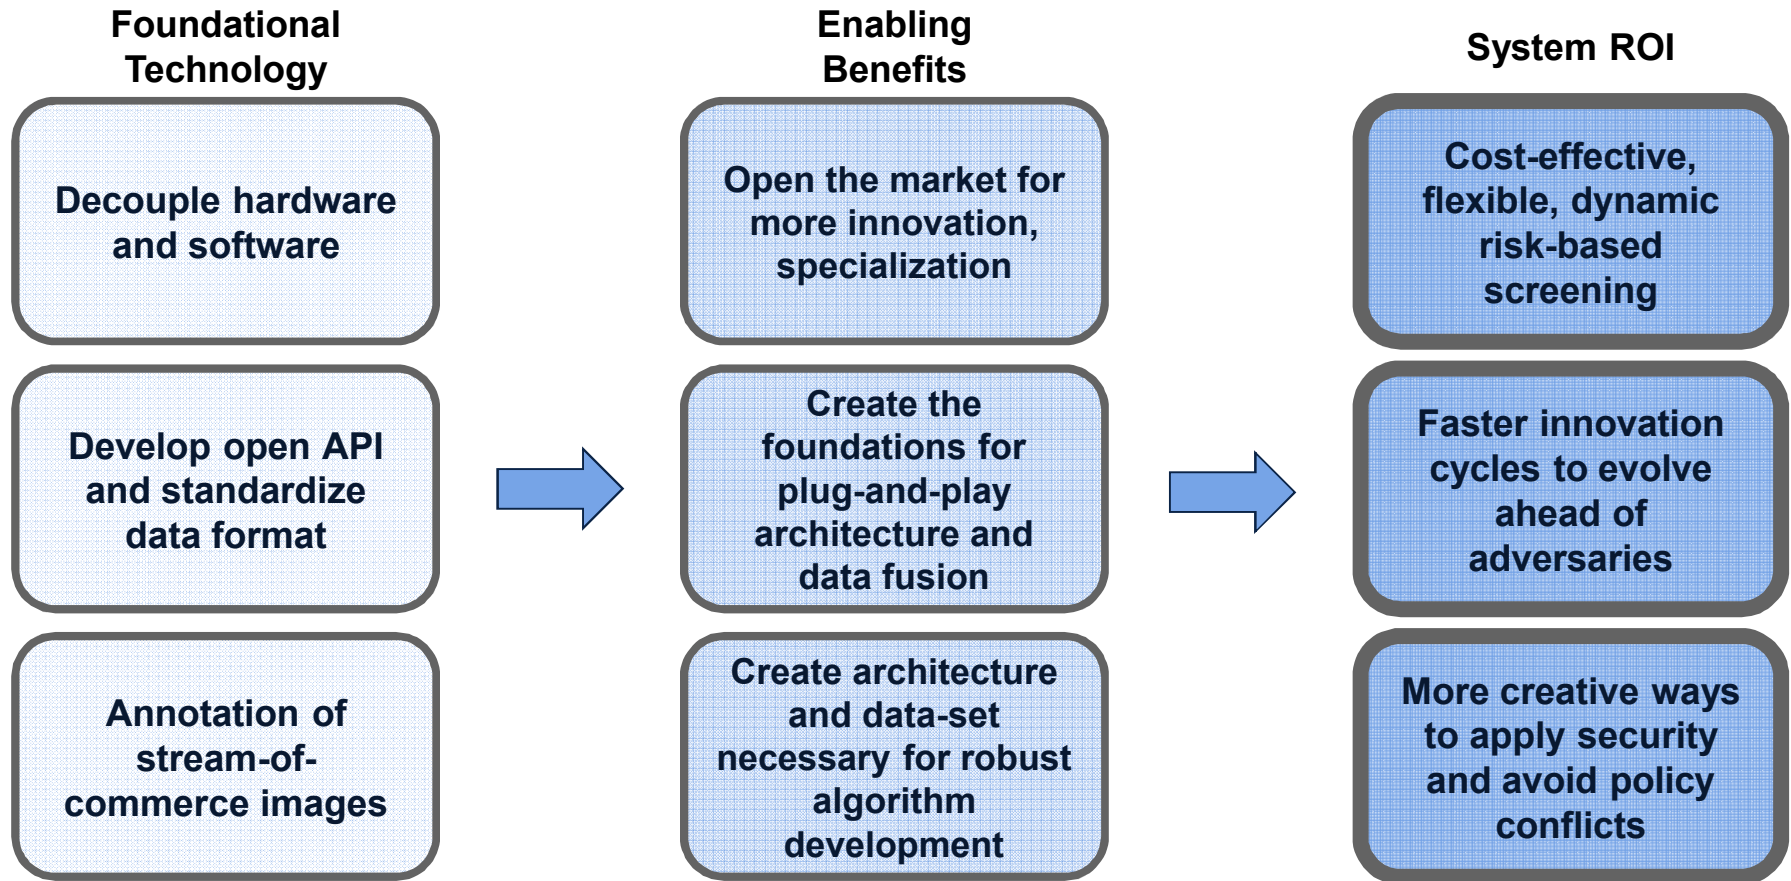 Foundational
Technology
Enabling
Benefits
System ROI
Decouple hardware
and software
Open the market for
more innovation,
specialization
Cost-effective,
flexible, dynamic
risk-based
screening
Develop open API
and standardize
data format
Create the
foundations for
plug-and-play
architecture and
data fusion
Faster innovation
cycles to evolve
ahead of
adversaries
Annotation of
stream-of-
commerce images
Create architecture
and data-set
necessary for robust
algorithm
development
More creative ways
to apply security
and avoid policy
conflicts